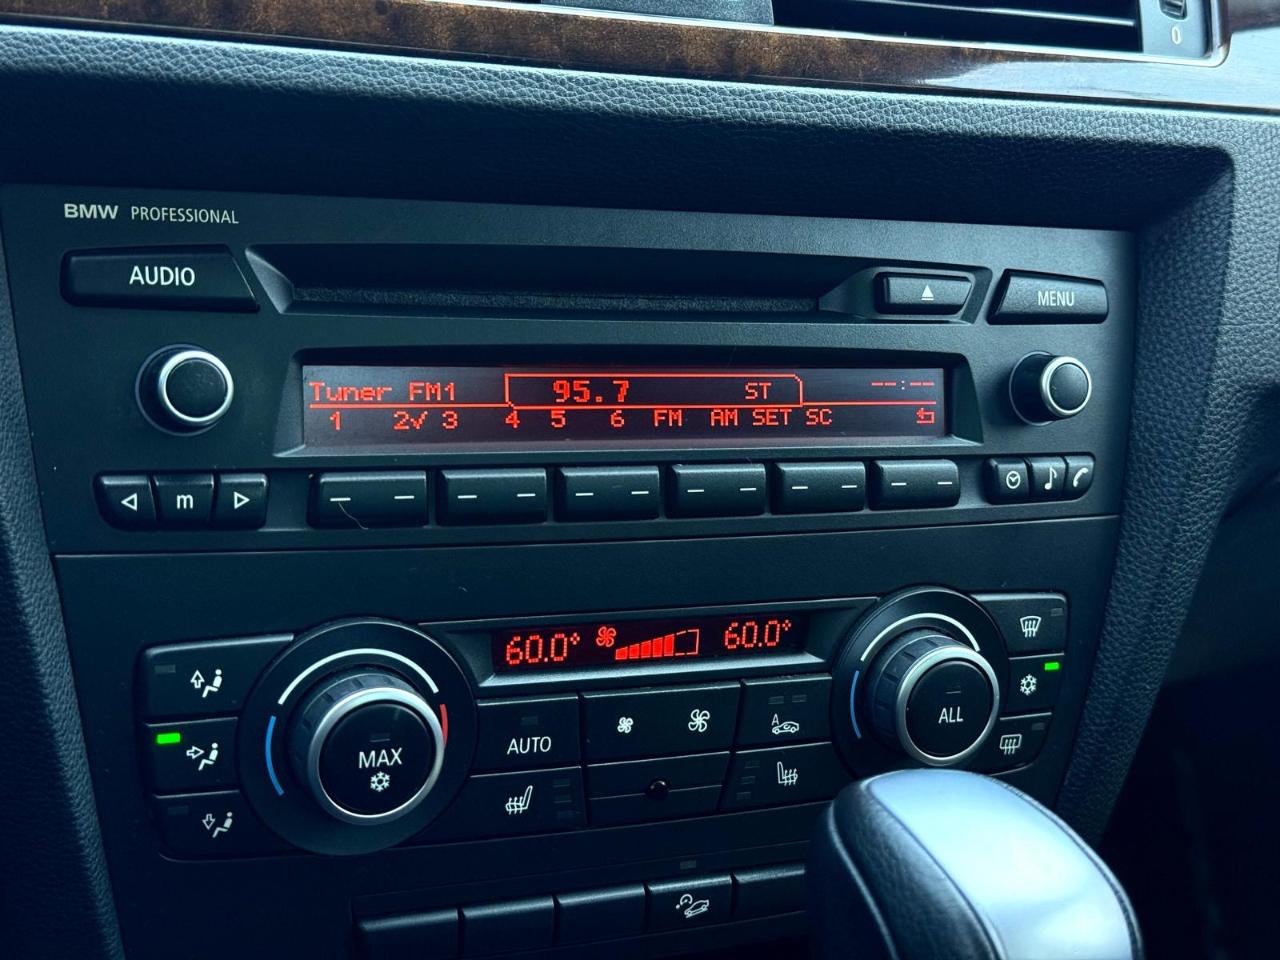 0
BMW PROFESSIONAL
AUDIO
MENU
Tuner FM1 95.7 ST --:--
1 2√ 3 4 5 6 FM AM SET SC
m
60.0° 60.0°
MAX
AUTO
A
ALL